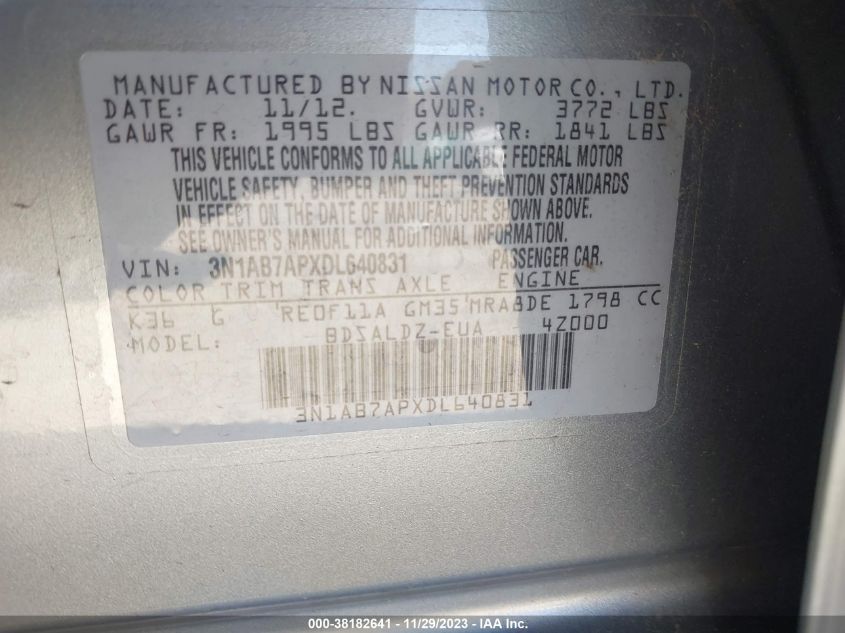 MANUFACTURED BY NISSAN MOTOR CO., LTD.
DATE: 11/12. GVWR: 3772 LBS
GAWR FR: 1995 LBS GAWR RR: 1841 LBS
THIS VEHICLE CONFORMS TO ALL APPLICABLE FEDERAL MOTOR
VEHICLE SAFETY, BUMPER AND THEFT PREVENTION STANDARDS
IN EFFECT ON THE DATE OF MANUFACTURE SHOWN ABOVE.
SEE OWNER'S MANUAL FOR ADDITIONAL INFORMATION.
VIN: 3N1AB7APXDL640831 PASSENGER CAR.
COLOR TRIM TRANS AXLE ENGINE
K36 G RE0F11A GM35 MRA8DE 1798 CC
MODEL: BDSALDZ-EUA 4Z000
3N1AB7APXDL640831
000-38182641 - 11/29/2023 - IAA Inc.